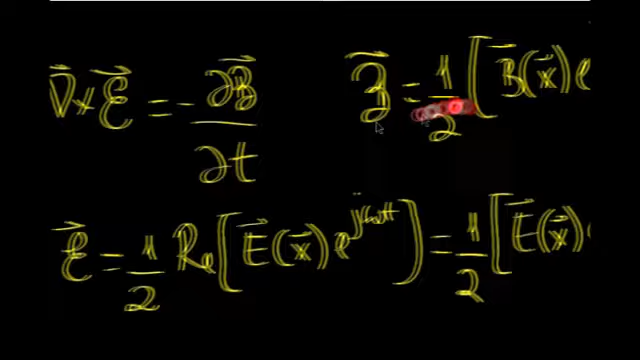 ∇⃗ × ℰ⃗ = - ∂ℬ⃗ / ∂t
ℬ⃗ = 1/2 [ B⃗(x⃗) e
ℰ⃗ = 1/2 Re [ E⃗(x⃗) e^{jωt} ] = 1/2 [ E⃗(x⃗)